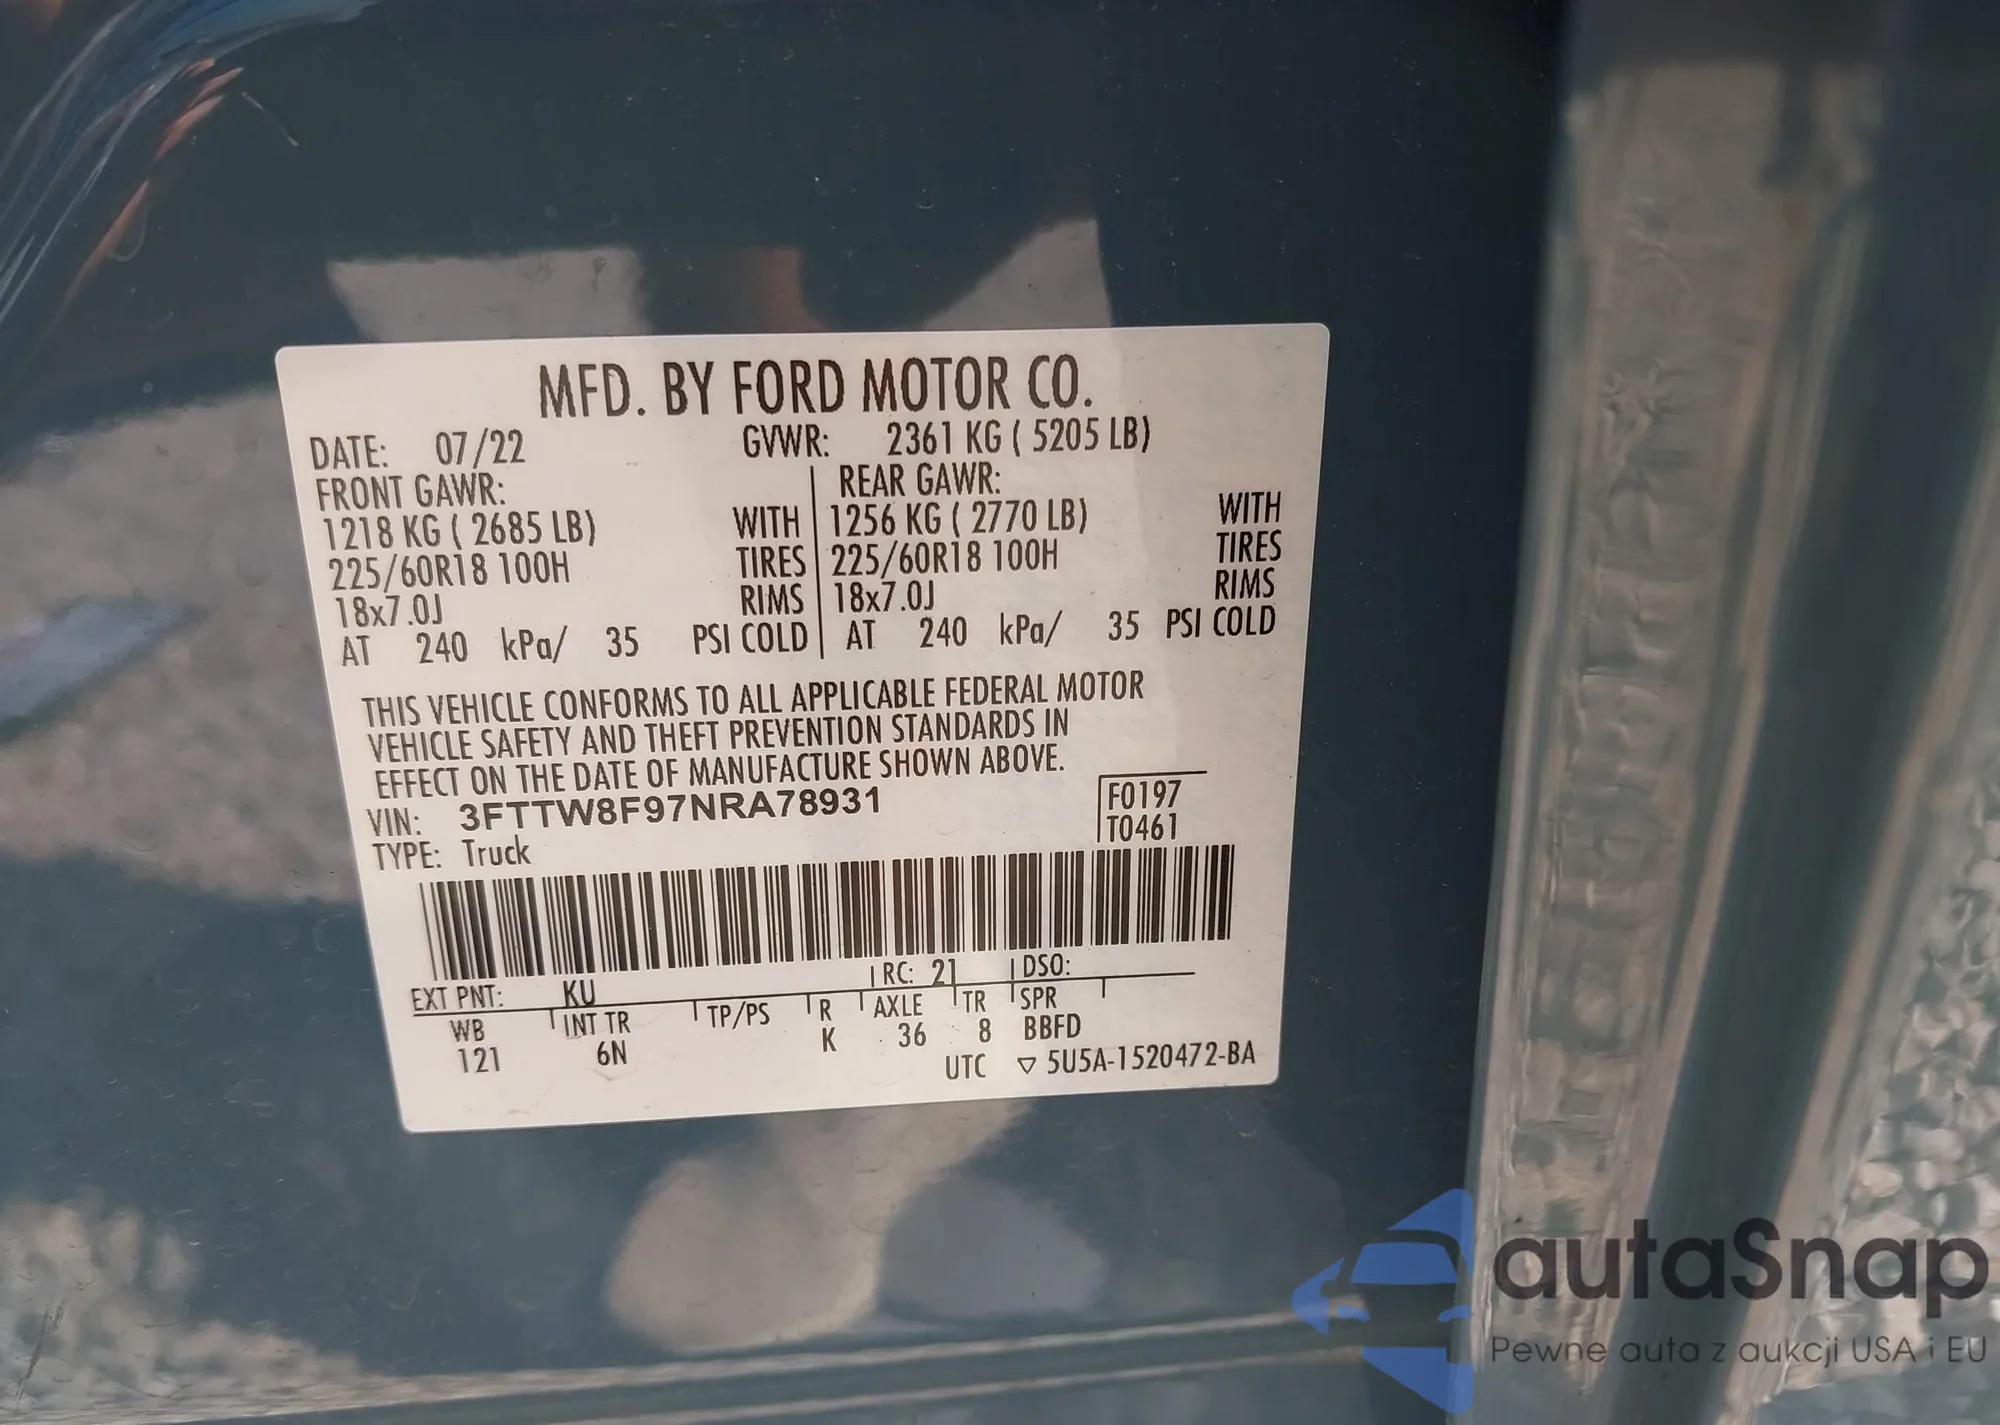 MFD. BY FORD MOTOR CO.
DATE: 07/22 GVWR: 2361 KG ( 5205 LB)
FRONT GAWR: REAR GAWR:
1218 KG ( 2685 LB) WITH 1256 KG ( 2770 LB) WITH
225/60R18 100H TIRES 225/60R18 100H TIRES
18x7.0J RIMS 18x7.0J RIMS
AT 240 kPa/ 35 PSI COLD AT 240 kPa/ 35 PSI COLD
THIS VEHICLE CONFORMS TO ALL APPLICABLE FEDERAL MOTOR
VEHICLE SAFETY AND THEFT PREVENTION STANDARDS IN
EFFECT ON THE DATE OF MANUFACTURE SHOWN ABOVE.
VIN: 3FTTW8F97NRA78931 F0197
TYPE: Truck T0461
EXT PNT: KU RC: 21 DSO:
WB INT TR TP/PS R AXLE TR SPR
121 6N K 36 8 BBFD
UTC ▽ 5U5A-1520472-BA
autaSnap
Pewne auta z aukcji USA i EU